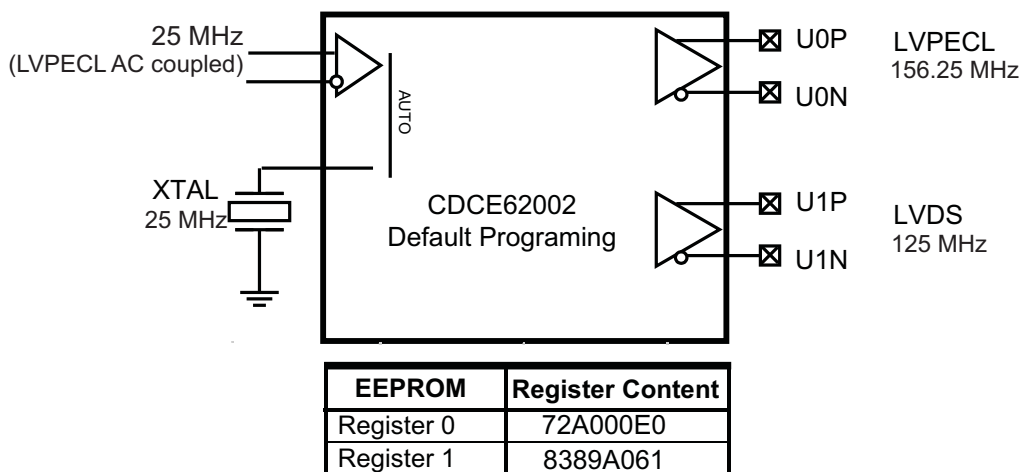 25 MHz
(LVPECL AC coupled)
AUTO
XTAL
25 MHz
CDCE62002
Default Programing
U0P
U0N
LVPECL
156.25 MHz
U1P
U1N
LVDS
125 MHz
EEPROM Register Content
Register 0 72A000E0
Register 1 8389A061